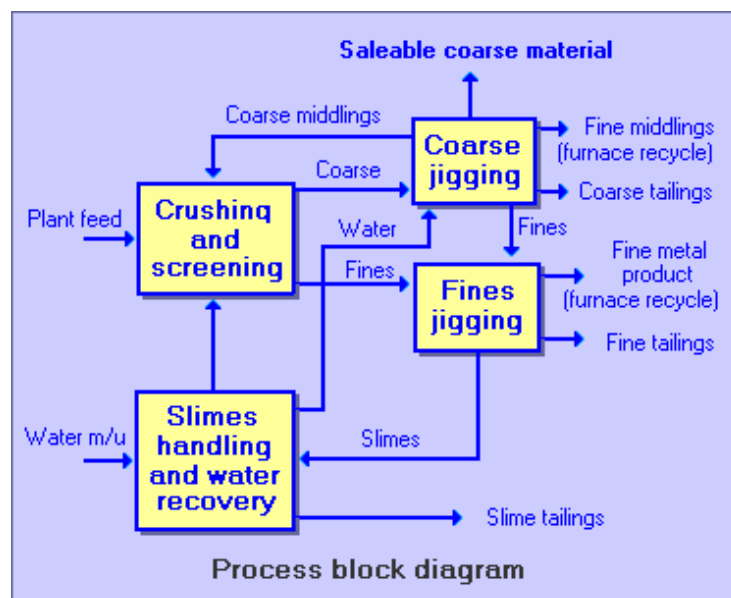 Saleable coarse material
Coarse middlings
Coarse
jigging
Fine middlings
(furnace recycle)
Coarse
Coarse tailings
Plant feed
Crushinq
and
screening
Water
Fines
Fines
Fines
jigging
Fine metal
product
(furnace recycle)
Fine tailings
Water m/u
Slimes
handling
and water
recovery
Slimes
Slime tailings
Process block diagram